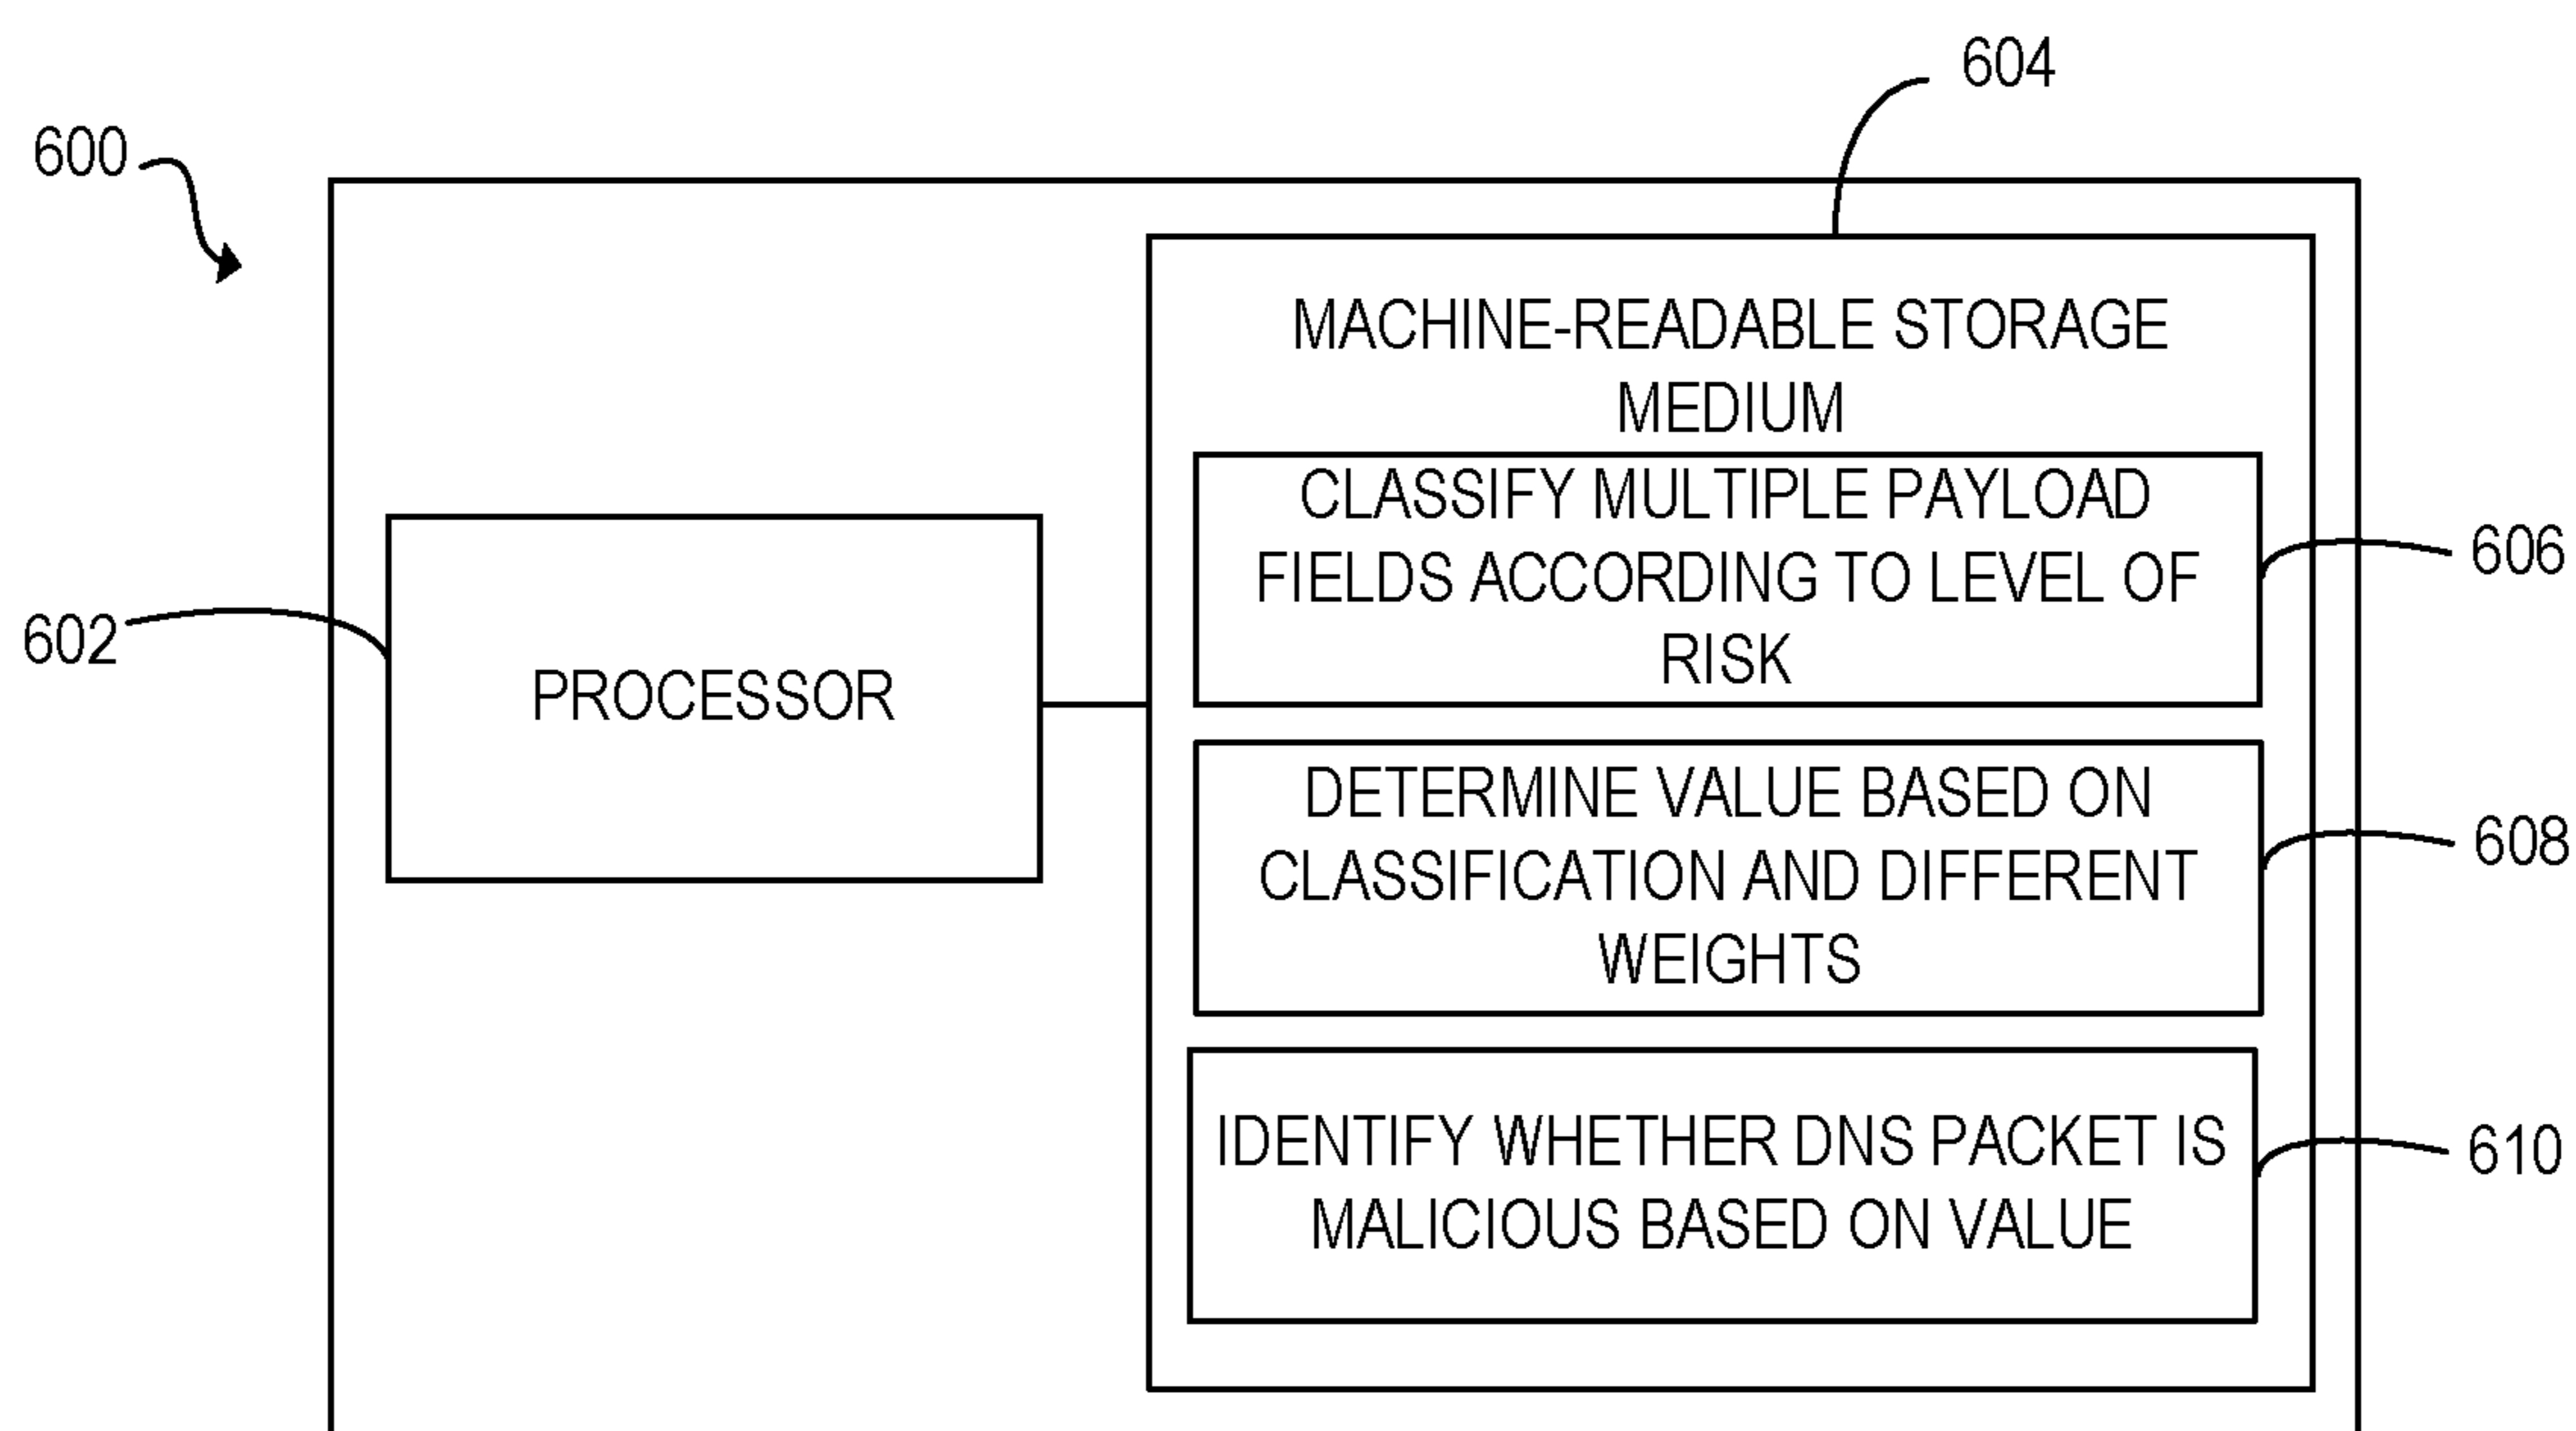 604
600
MACHINE-READABLE STORAGE
MEDIUM
CLASSIFY MULTIPLE PAYLOAD
FIELDS ACCORDING TO LEVEL OF
RISK
606
602
PROCESSOR
DETERMINE VALUE BASED ON
CLASSIFICATION AND DIFFERENT
WEIGHTS
608
IDENTIFY WHETHER DNS PACKET IS
MALICIOUS BASED ON VALUE
610